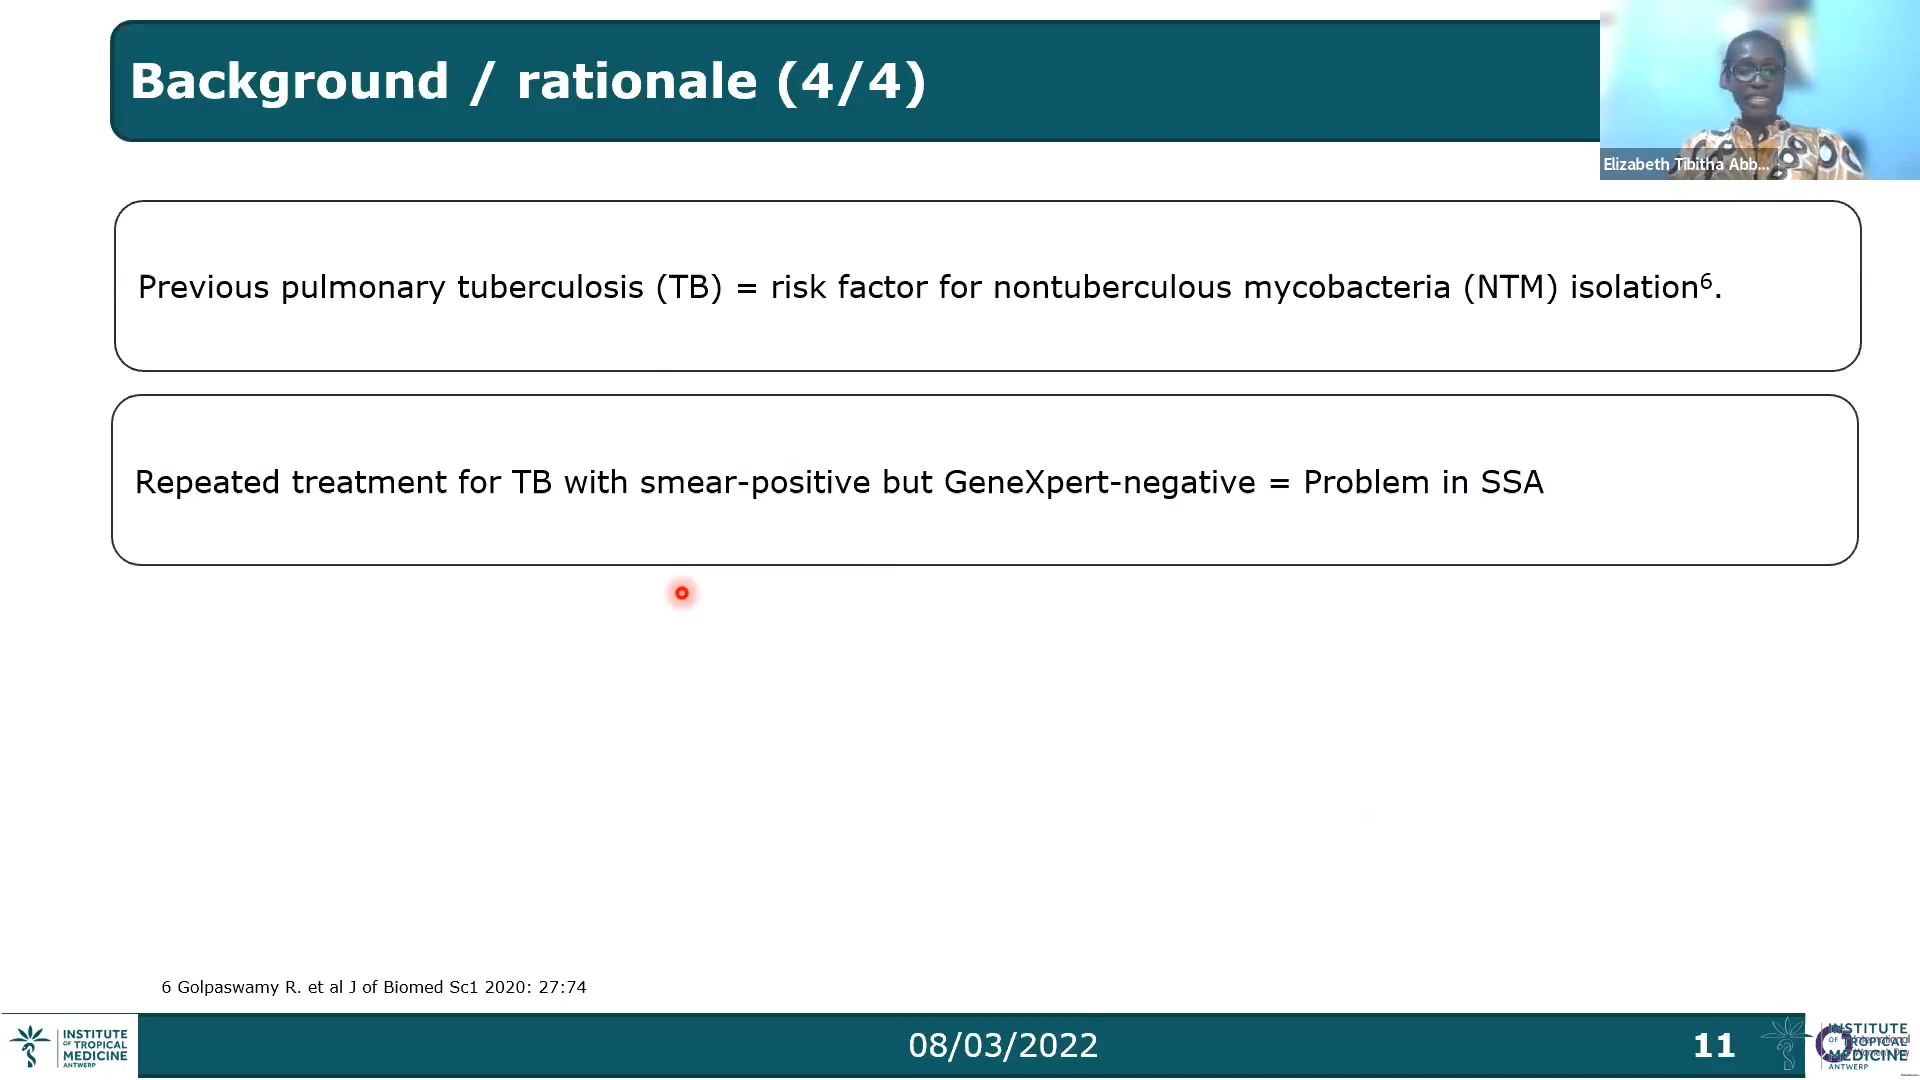 Background / rationale (4/4)
Elizabeth Tibitha Abb...
Previous pulmonary tuberculosis (TB) = risk factor for nontuberculous mycobacteria (NTM) isolation⁶.
Repeated treatment for TB with smear-positive but GeneXpert-negative = Problem in SSA
6 Golpaswamy R. et al J of Biomed Sc1 2020: 27:74
INSTITUTE
OF TROPICAL
MEDICINE
ANTWERP
08/03/2022
11
INSTITUTE
OF TROPICAL
MEDICINE
ANTWERP